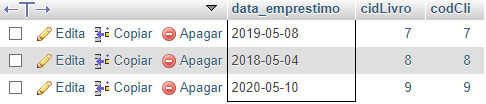 ←T→ data_emprestimo cidLivro codCli
Edita Copiar Apagar 2019-05-08 7 7
Edita Copiar Apagar 2018-05-04 8 8
Edita Copiar Apagar 2020-05-10 9 9